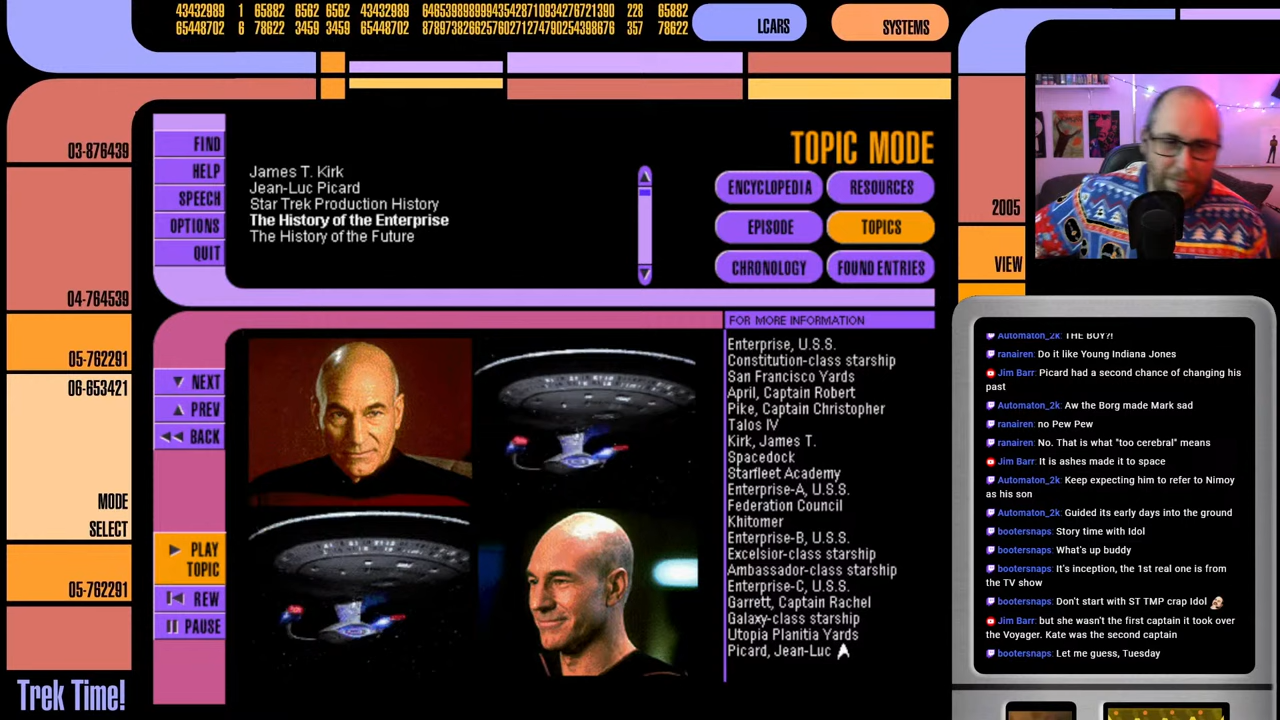 43432989 1 65882 6562 6562 43432989 64653989899435428710934276721390 228 65882
65448702 6 78622 3459 3459 65448702 87897382662576027127479025439867​6 357 78622
LCARS
SYSTEMS
03-876439
04-764539
05-762291
06-653421
MODE
SELECT
05-762291
Trek Time!
FIND
HELP
SPEECH
OPTIONS
QUIT
James T. Kirk
Jean-Luc Picard
Star Trek Production History
The History of the Enterprise
The History of the Future
TOPIC MODE
ENCYCLOPEDIA
RESOURCES
EPISODE
TOPICS
CHRONOLOGY
FOUND ENTRIES
NEXT
PREV
BACK
PLAY
TOPIC
REW
PAUSE
FOR MORE INFORMATION
Enterprise, U.S.S.
Constitution-class starship
San Francisco Yards
April, Captain Robert
Pike, Captain Christopher
Talos IV
Kirk, James T.
Spacedock
Starfleet Academy
Enterprise-A, U.S.S.
Federation Council
Khitomer
Enterprise-B, U.S.S.
Excelsior-class starship
Ambassador-class starship
Enterprise-C, U.S.S.
Garrett, Captain Rachel
Galaxy-class starship
Utopia Planitia Yards
Picard, Jean-Luc
2005
VIEW
Automaton_2k: THE BOY?!
ranairen: Do it like Young Indiana Jones
Jim Barr: Picard had a second chance of changing his
past
Automaton_2k: Aw the Borg made Mark sad
ranairen: no Pew Pew
ranairen: No. That is what "too cerebral" means
Jim Barr: It is ashes made it to space
Automaton_2k: Keep expecting him to refer to Nimoy
as his son
Automaton_2k: Guided its early days into the ground
bootersnaps: Story time with Idol
bootersnaps: What's up buddy
bootersnaps: It's inception, the 1st real one is from
the TV show
bootersnaps: Don't start with ST TMP crap Idol
Jim Barr: but she wasn't the first captain it took over
the Voyager. Kate was the second captain
bootersnaps: Let me guess, Tuesday